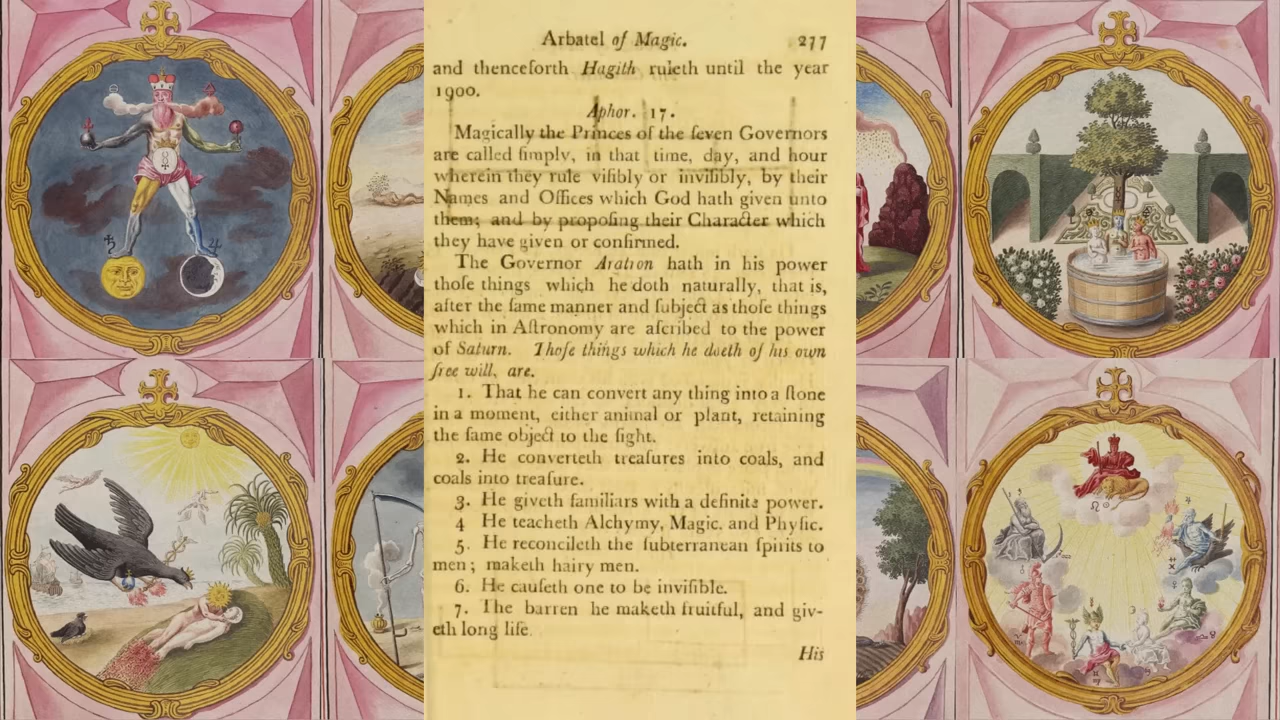 Arbatel of Magic. 277
and thenceforth Hagith ruleth until the year
1900.
Aphor. 17.
Magically the Princes of the ſeven Governors
are called ſimply, in that time, day, and hour
wherein they rule viſibly or inviſibly, by their
Names and Offices which God hath given unto
them; and by propoſing their Character which
they have given or confirmed.
The Governor Aratron hath in his power
thoſe things which he doth naturally, that is,
after the ſame manner and ſubject as thoſe things
which in Aſtronomy are aſcribed to the power
of Saturn. Thoſe things which he doeth of his own
free will, are.
1. That he can convert any thing into a ſtone
in a moment, either animal or plant, retaining
the ſame object to the ſight.
2. He converteth treaſures into coals, and
coals into treaſure.
3. He giveth familiars with a definite power.
4 He teacheth Alchymy, Magic. and Phyſic.
5. He reconcileth the ſubterranean ſpirits to
men; maketh hairy men.
6. He cauſeth one to be inviſible.
7. The barren he maketh fruitful, and giv-
eth long life.
His